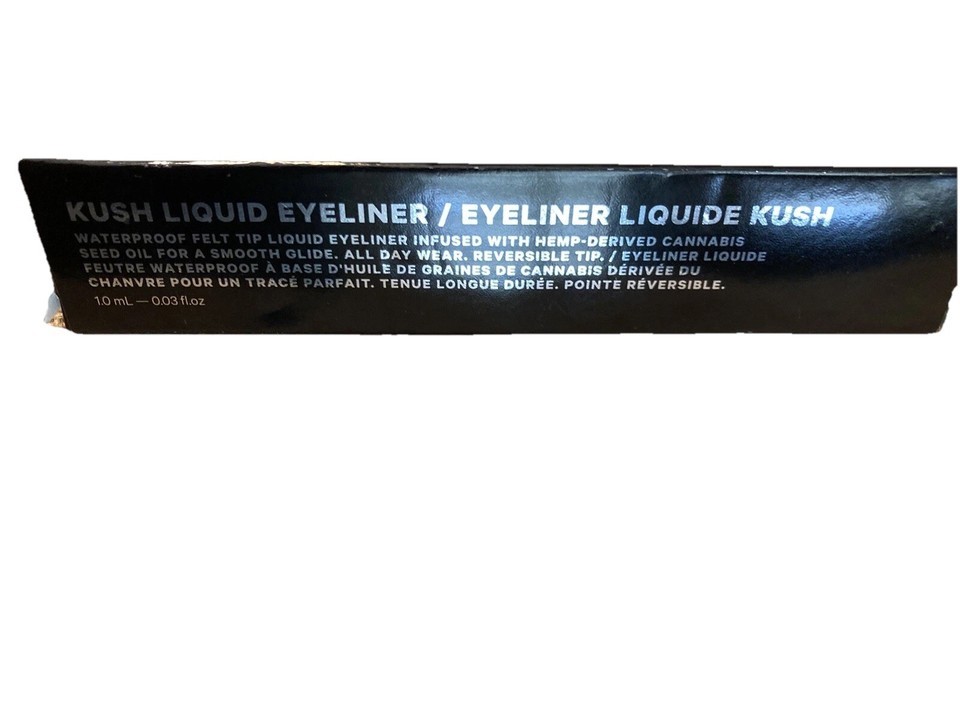 KUSH LIQUID EYELINER / EYELINER LIQUIDE KUSH
WATERPROOF FELT TIP LIQUID EYELINER INFUSED WITH HEMP-DERIVED CANNABIS
SEED OIL FOR A SMOOTH GLIDE. ALL DAY WEAR. REVERSIBLE TIP. / EYELINER LIQUIDE
FEUTRE WATERPROOF À BASE D'HUILE DE GRAINES DE CANNABIS DÉRIVÉE DU
CHANVRE POUR UN TRACÉ PARFAIT. TENUE LONGUE DURÉE. POINTE RÉVERSIBLE.
1.0 mL — 0.03 fl.oz